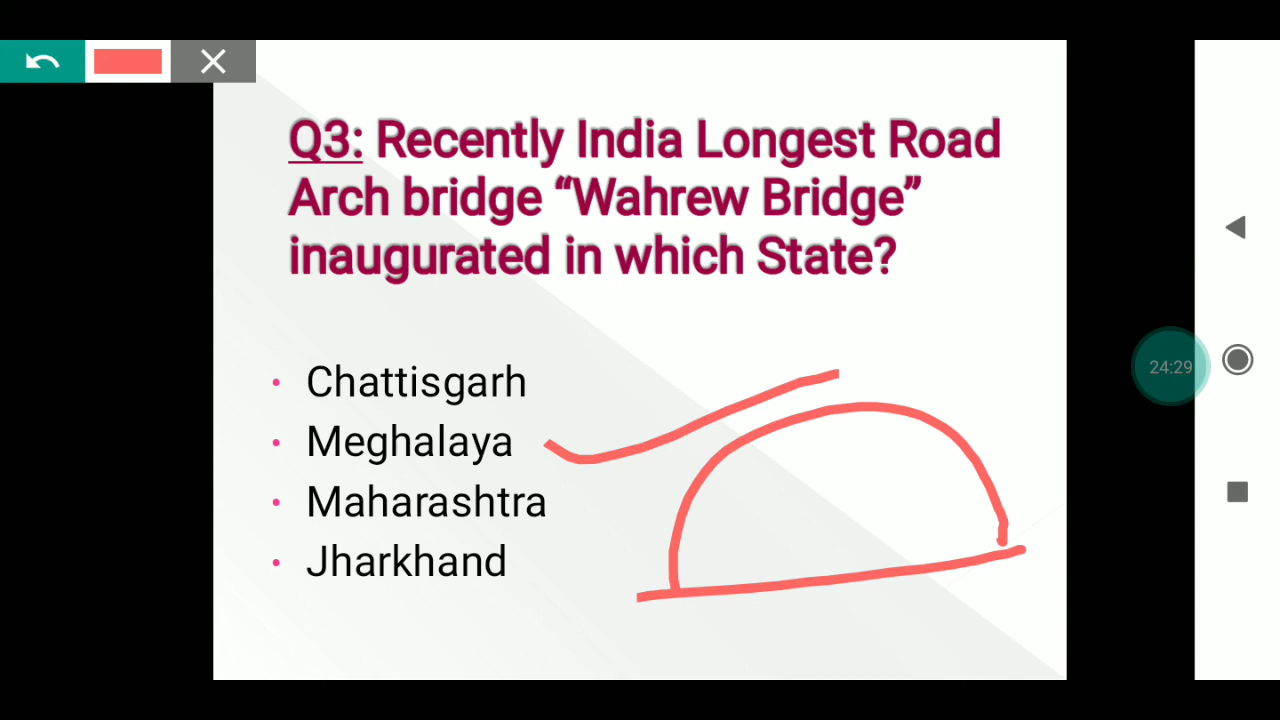 Q3: Recently India Longest Road
Arch bridge “Wahrew Bridge”
inaugurated in which State?
• Chattisgarh
• Meghalaya
• Maharashtra
• Jharkhand
24:29